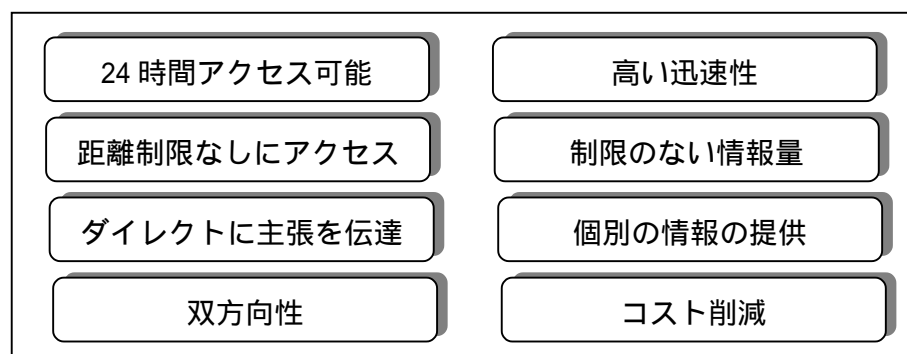 24 時間アクセス可能
高い迅速性
距離制限なしにアクセス
制限のない情報量
ダイレクトに主張を伝達
個別の情報の提供
双方向性
コスト削減